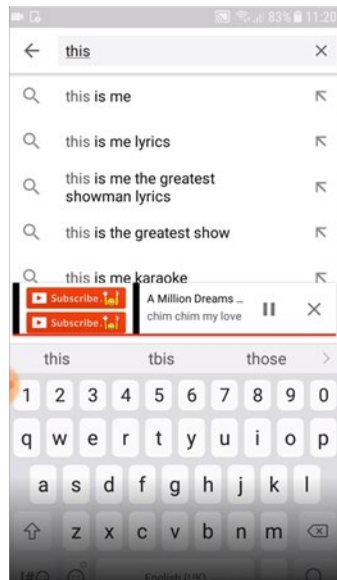 83% 11:20
this
this is me
this is me lyrics
this is me the greatest
showman lyrics
this is the greatest show
this is me karaoke
Subscribe
Subscribe
A Million Dreams ...
chim chim my love
this tbis those
1 2 3 4 5 6 7 8 9 0
q w e r t y u i o p
a s d f g h j k l
z x c v b n m
!#☺ English (UK)